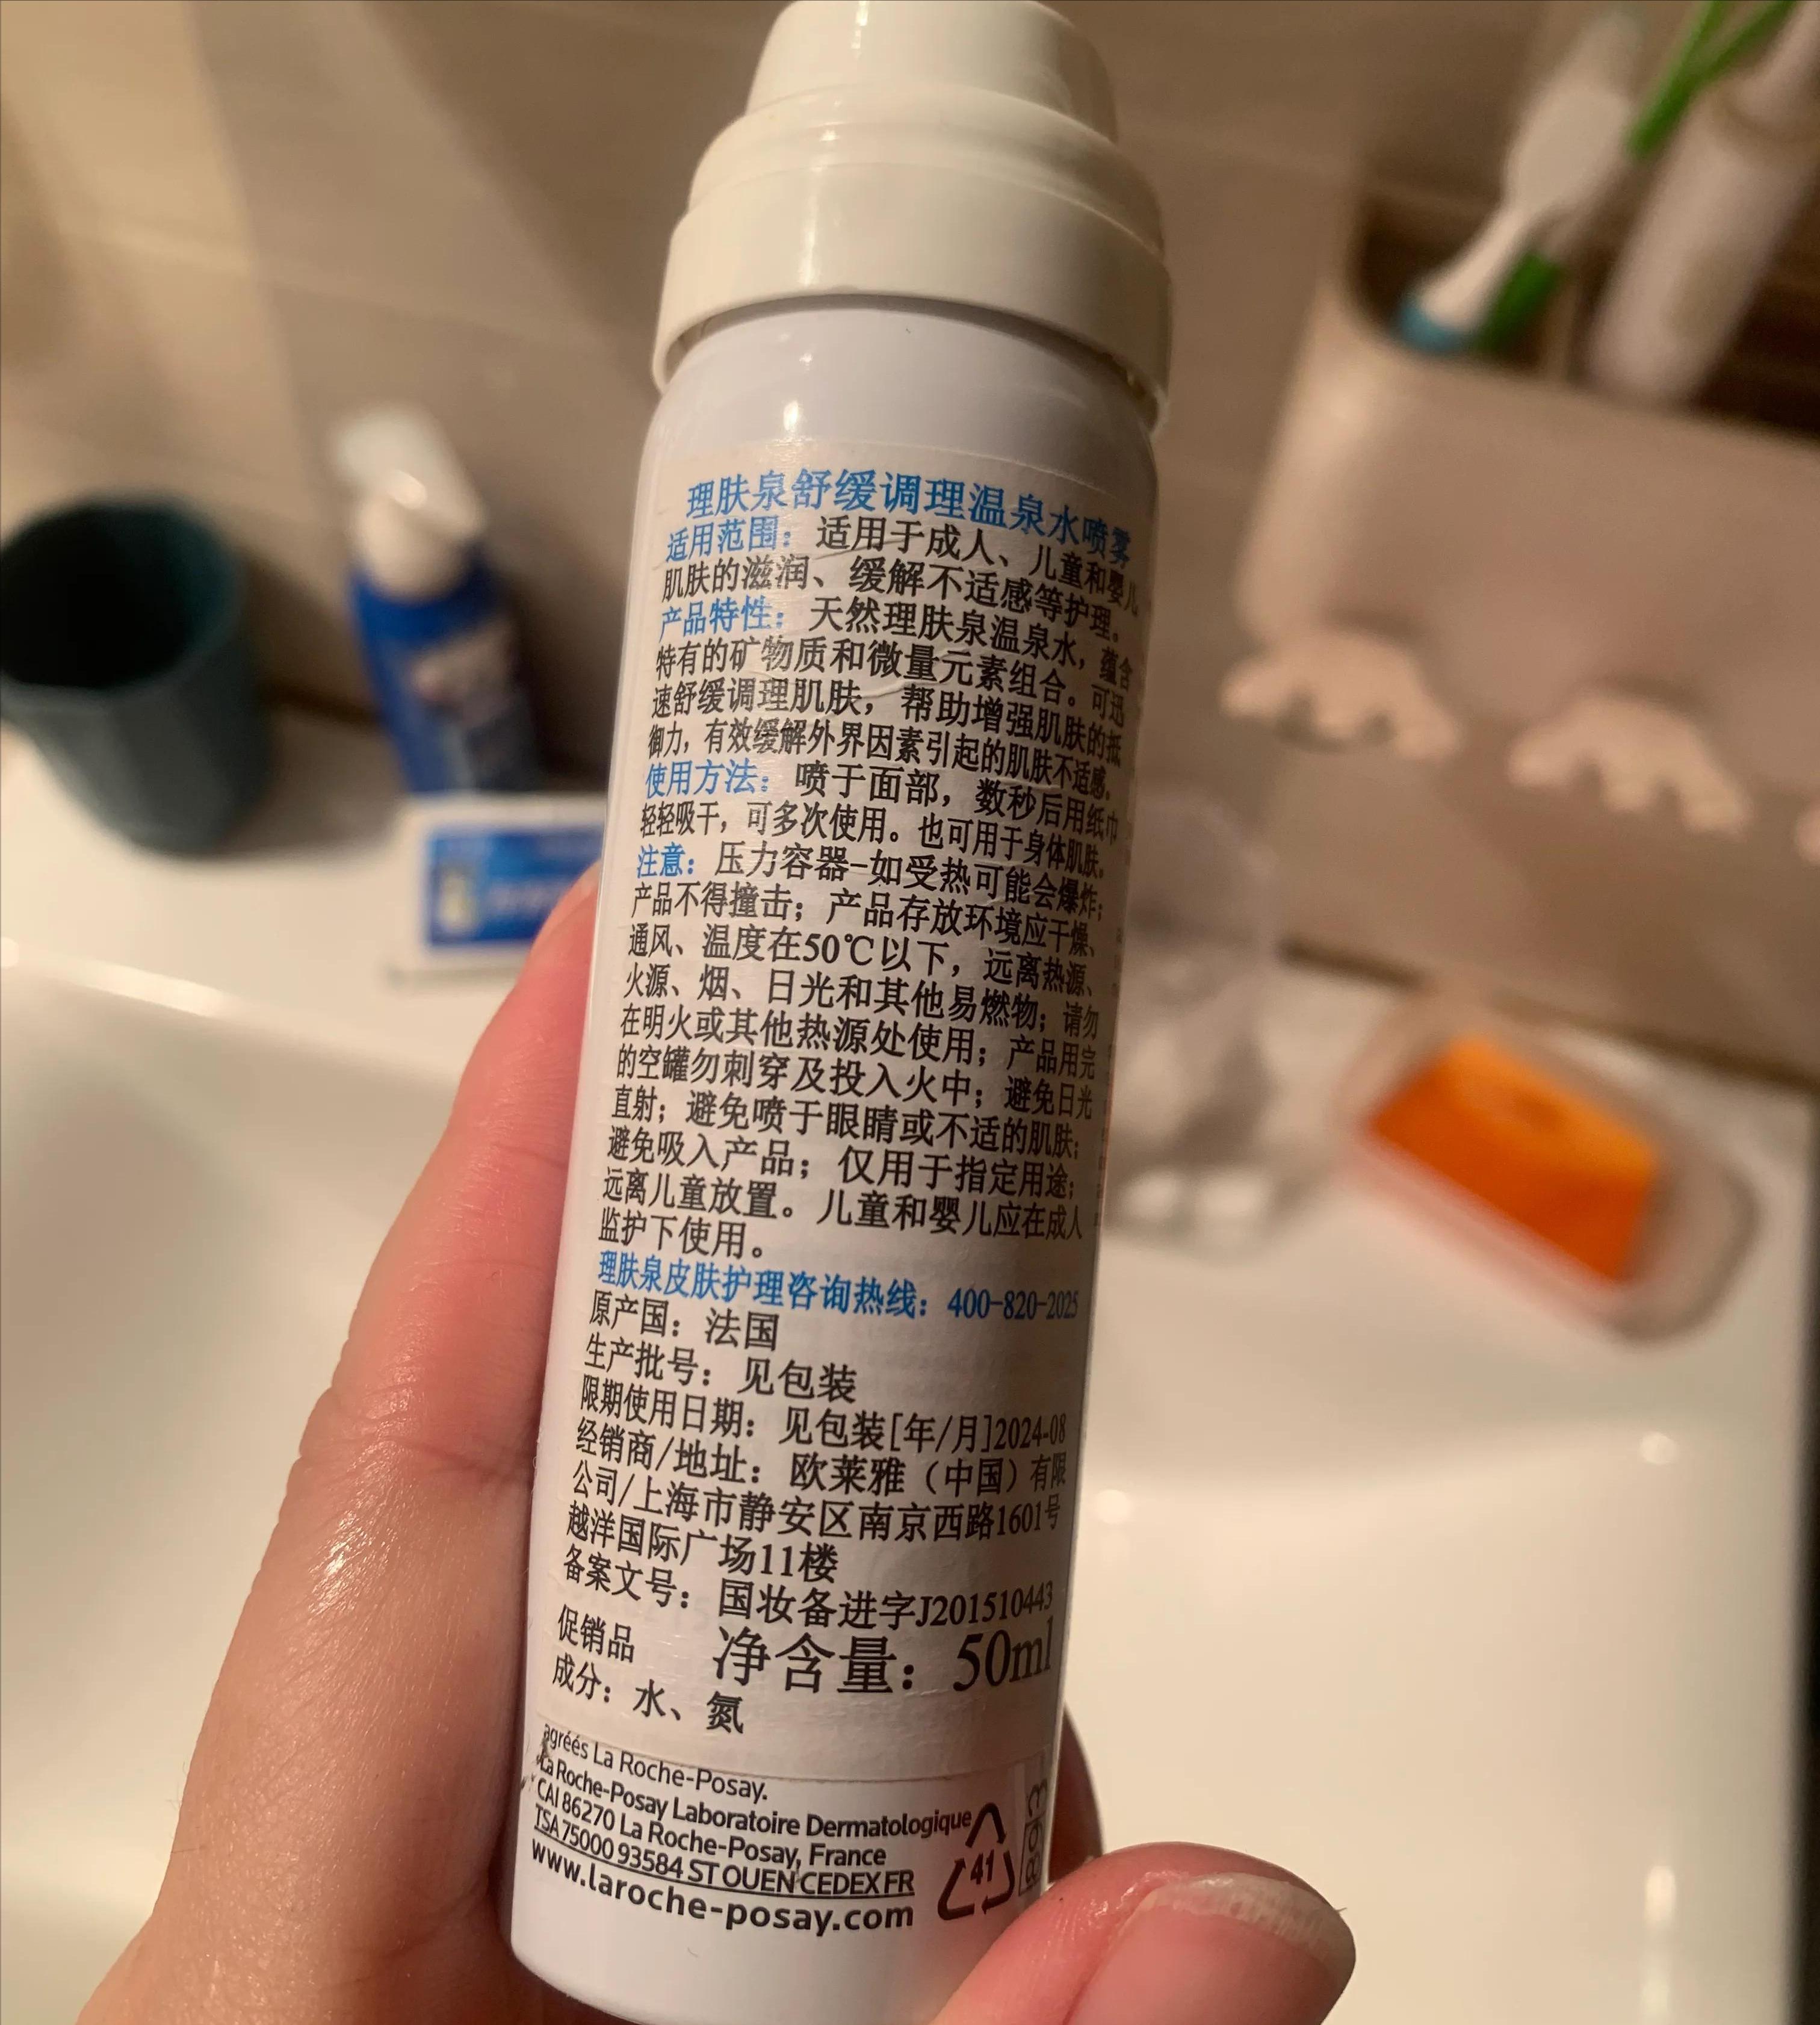 理肤泉舒缓调理温泉水喷雾
适用范围：适用于成人、儿童和婴儿
肌肤的滋润、缓解不适感等护理。
产品特性：天然理肤泉温泉水，蕴含
特有的矿物质和微量元素组合。可迅
速舒缓调理肌肤，帮助增强肌肤的抵
御力，有效缓解外界因素引起的肌肤不适感。
使用方法：喷于面部，数秒后用纸巾
轻轻吸干，可多次使用。也可用于身体肌肤。
注意：压力容器-如受热可能会爆炸；
产品不得撞击；产品存放环境应干燥、
通风、温度在50℃以下，远离热源、
火源、烟、日光和其他易燃物；请勿
在明火或其他热源处使用；产品用完
的空罐勿刺穿及投入火中；避免日光
直射；避免喷于眼睛或不适的肌肤；
避免吸入产品；仅用于指定用途；
远离儿童放置。儿童和婴儿应在成人
监护下使用。
理肤泉皮肤护理咨询热线：400-820-2025
原产国：法国
生产批号：见包装
限期使用日期：见包装[年/月]2024-08
经销商/地址：欧莱雅（中国）有限
公司/上海市静安区南京西路1601号
越洋国际广场11楼
备案文号：国妆备进字J201510443
促销品 净含量：50ml
成分：水、氮
agréés La Roche-Posay.
La Roche-Posay Laboratoire Dermatologique
CAI 86270 La Roche-Posay, France
TSA 75000 93584 ST OUEN CEDEX FR
www.laroche-posay.com
41